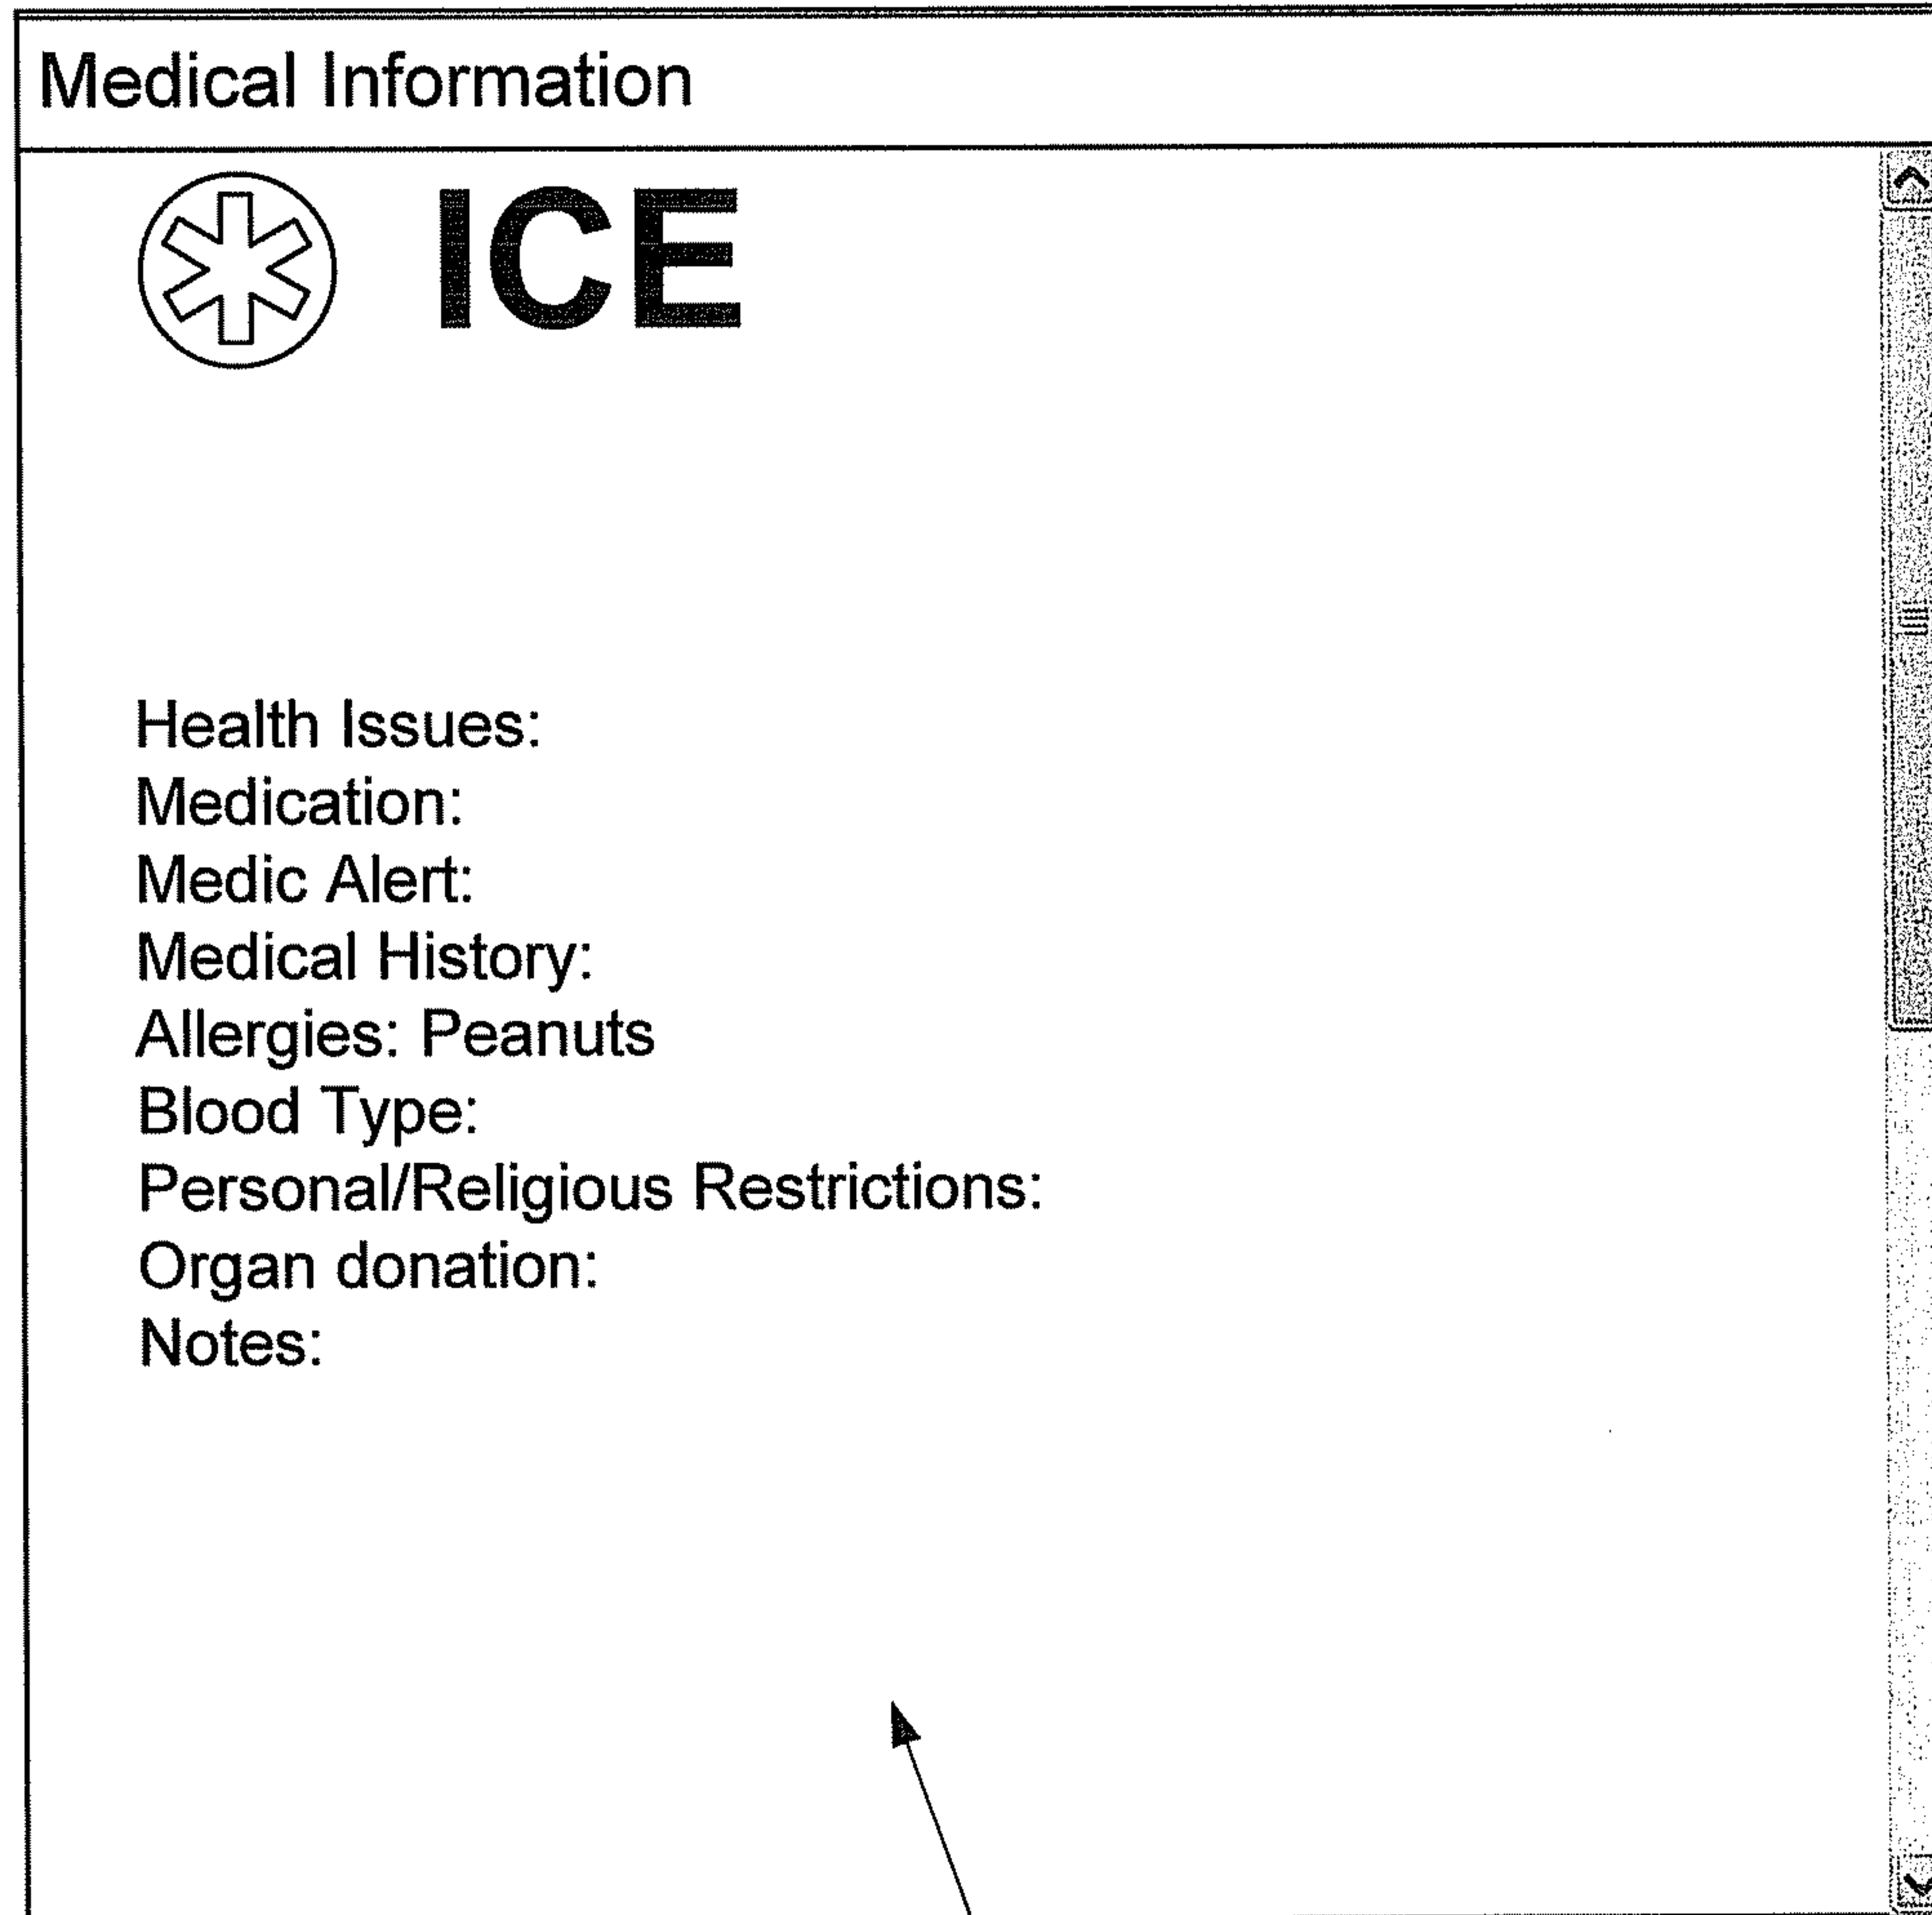 Medical Information
ICE
Health Issues:
Medication:
Medic Alert:
Medical History:
Allergies: Peanuts
Blood Type:
Personal/Religious Restrictions:
Organ donation:
Notes: